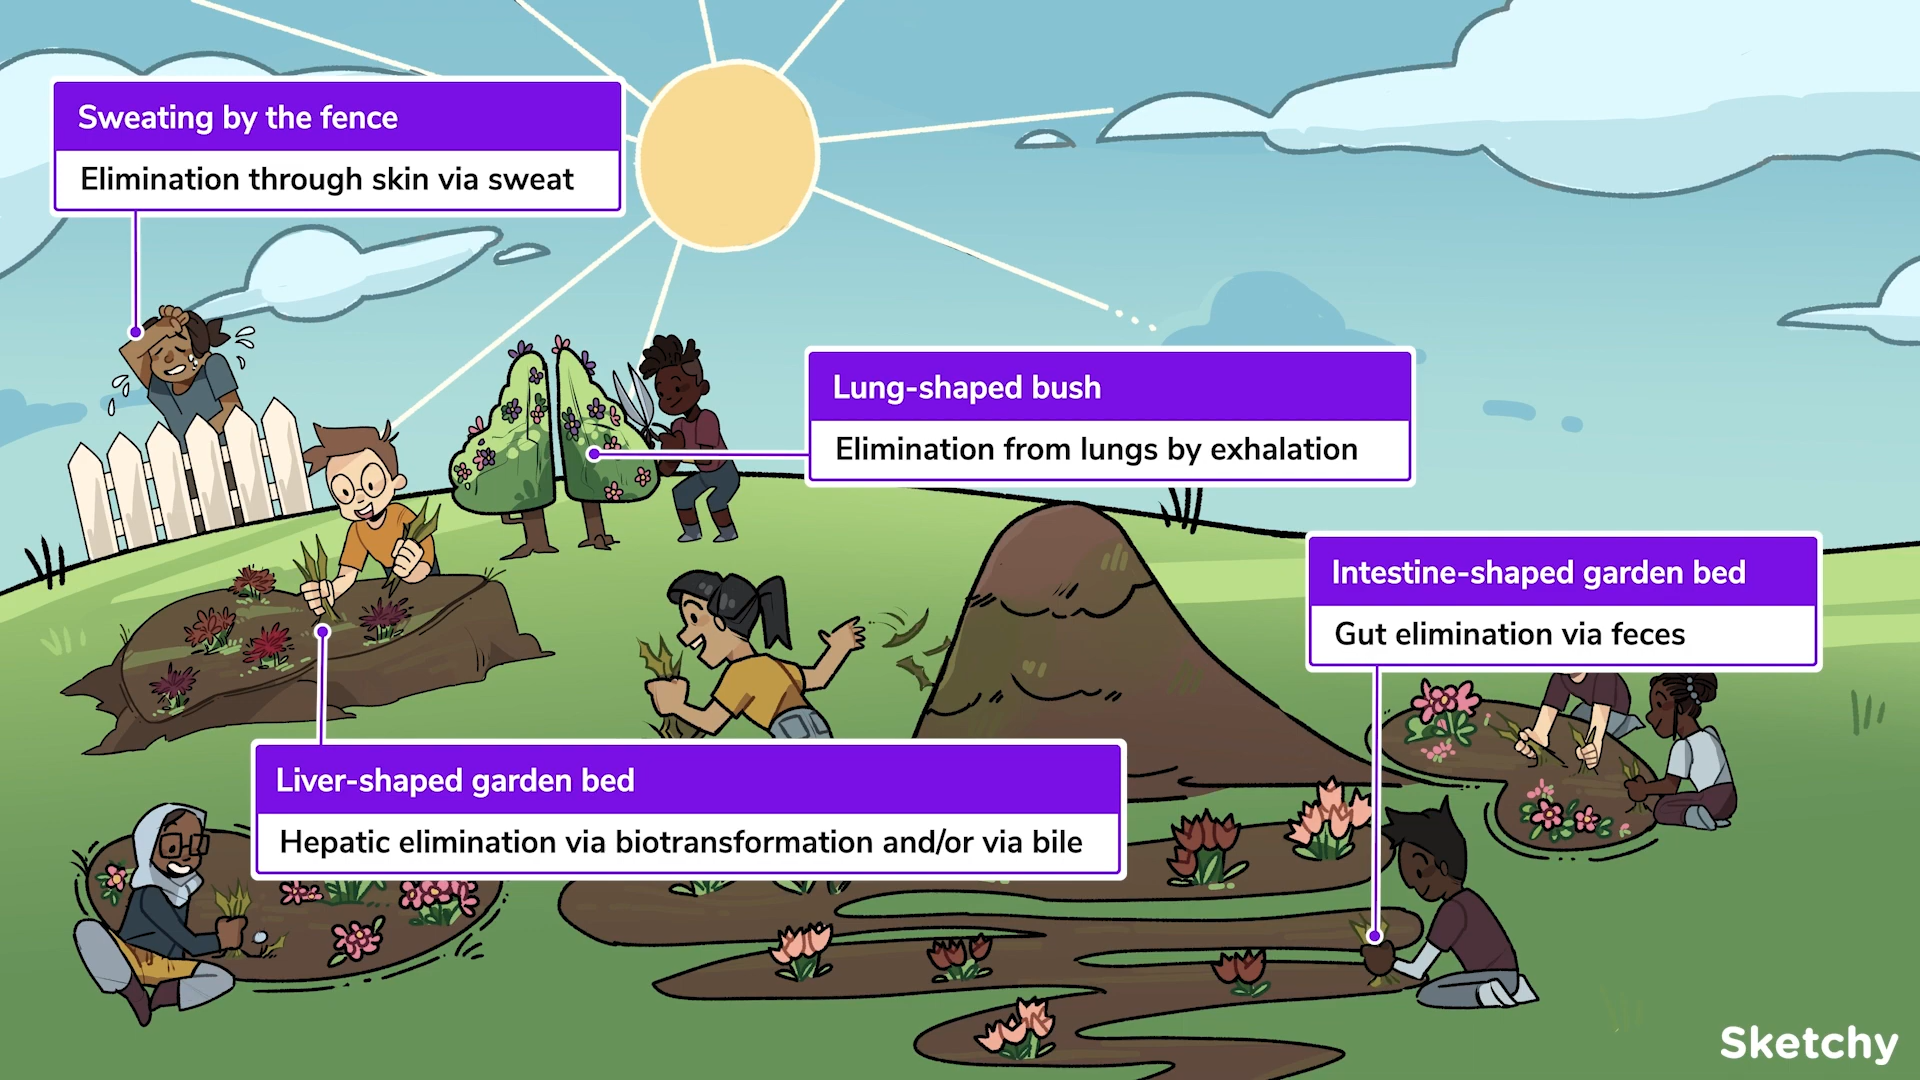 Sweating by the fence
Elimination through skin via sweat
Lung-shaped bush
Elimination from lungs by exhalation
Intestine-shaped garden bed
Gut elimination via feces
Liver-shaped garden bed
Hepatic elimination via biotransformation and/or via bile
Sketchy